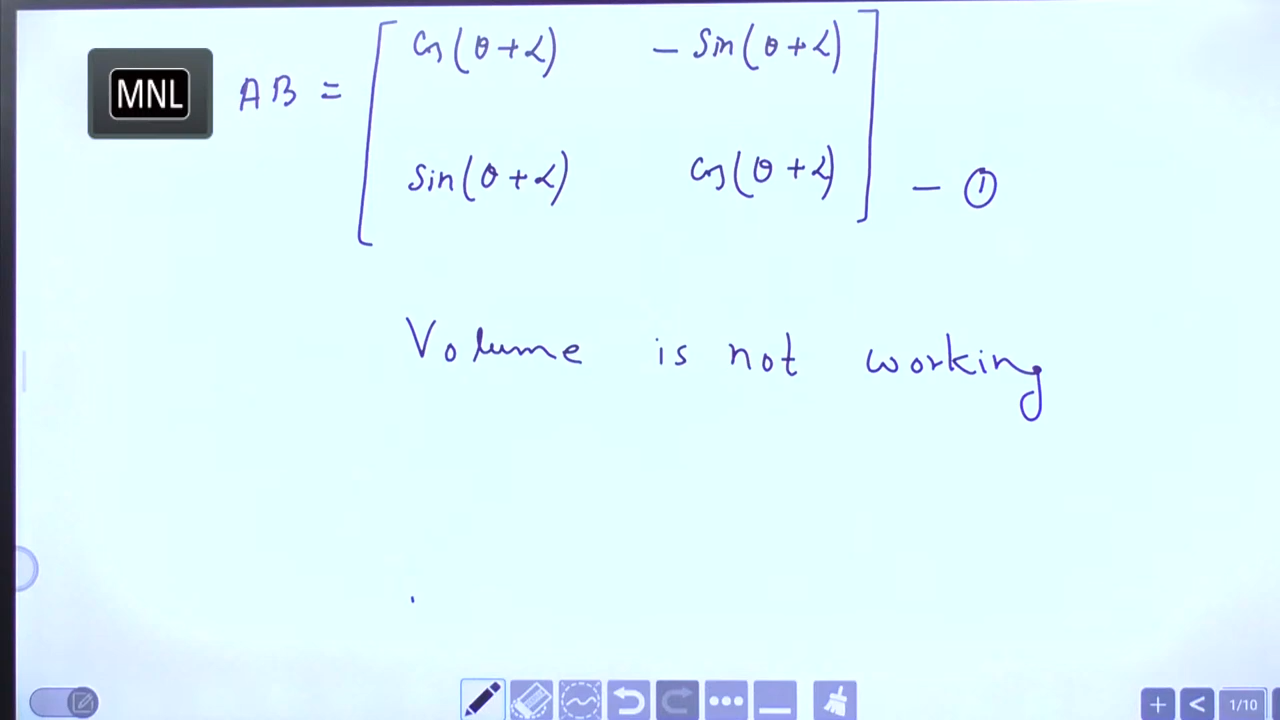 cos(θ+α) - sin(θ+α)
MNL AB =
sin(θ+α) cos(θ+α) - ①
Volume is not working
1/10